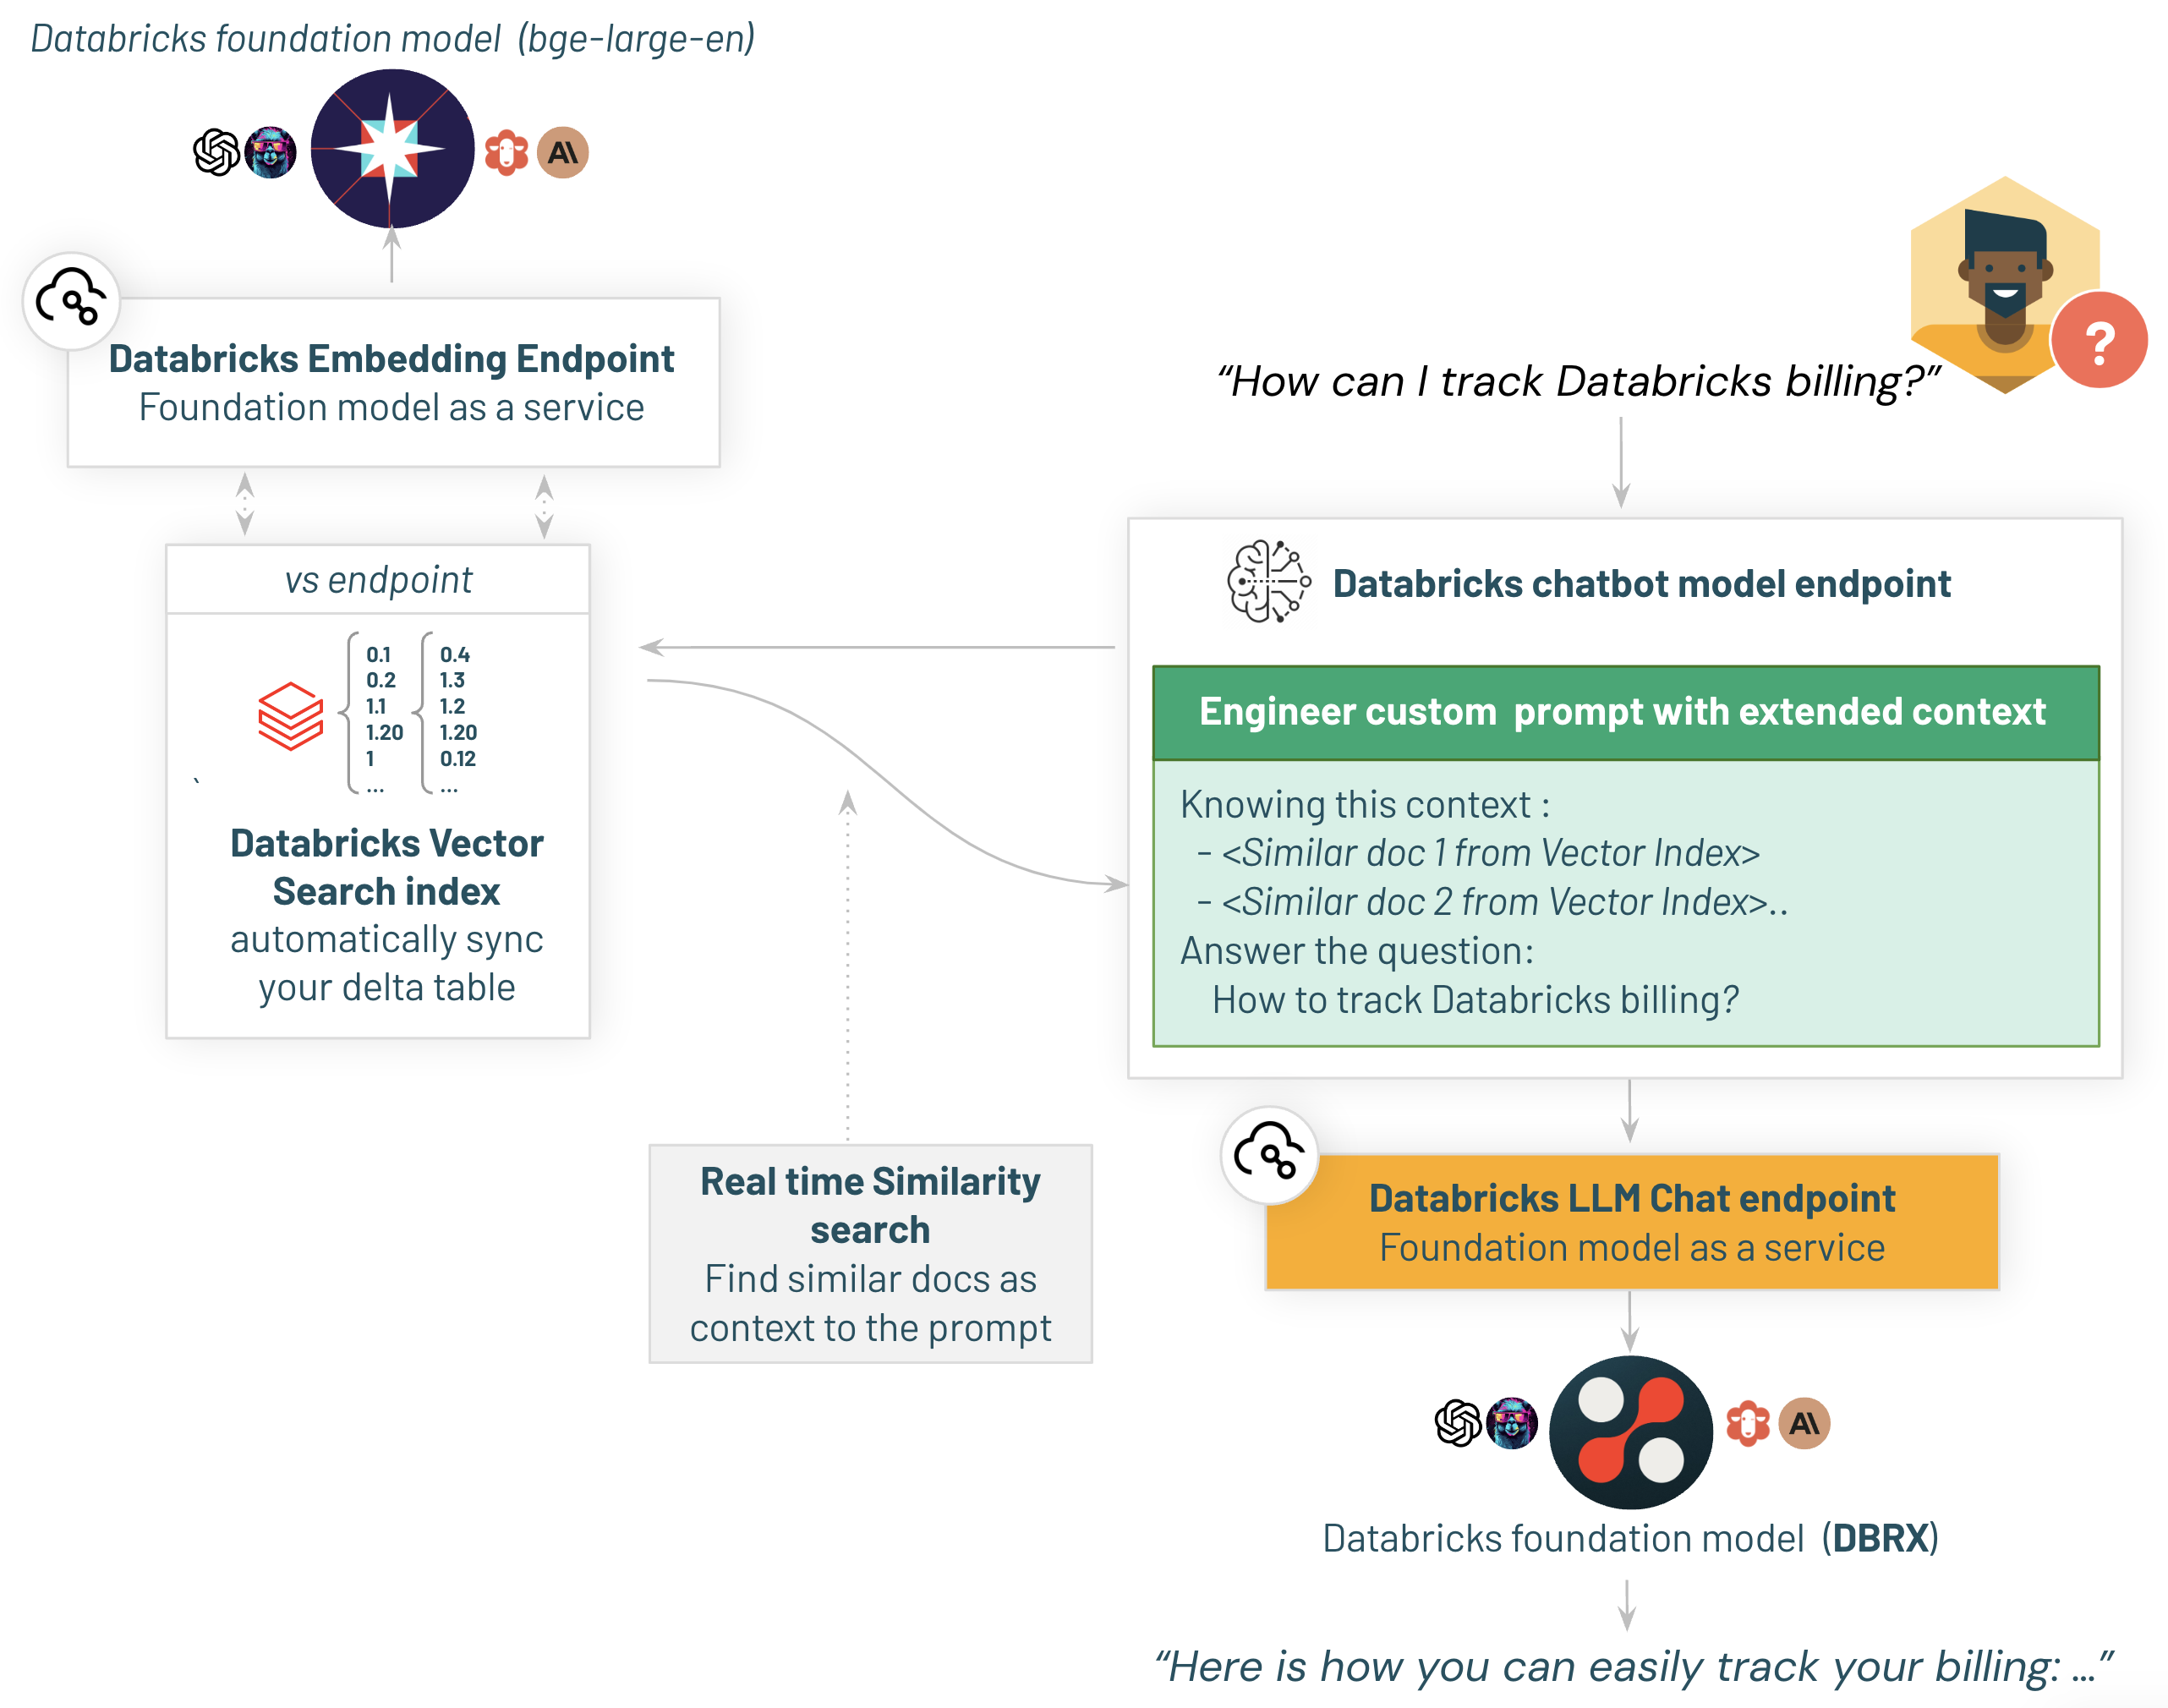 Databricks foundation model (bge-large-en)
Databricks Embedding Endpoint
Foundation model as a service
vs endpoint
0.1
0.2
1.1
1.20
1
...
0.4
1.3
1.2
1.20
0.12
...
`
Databricks Vector
Search index
automatically sync
your delta table
Real time Similarity
search
Find similar docs as
context to the prompt
?
“How can I track Databricks billing?”
Databricks chatbot model endpoint
Engineer custom prompt with extended context
Knowing this context :
- <Similar doc 1 from Vector Index>
- <Similar doc 2 from Vector Index>..
Answer the question:
How to track Databricks billing?
Databricks LLM Chat endpoint
Foundation model as a service
Databricks foundation model (DBRX)
“Here is how you can easily track your billing: ...”